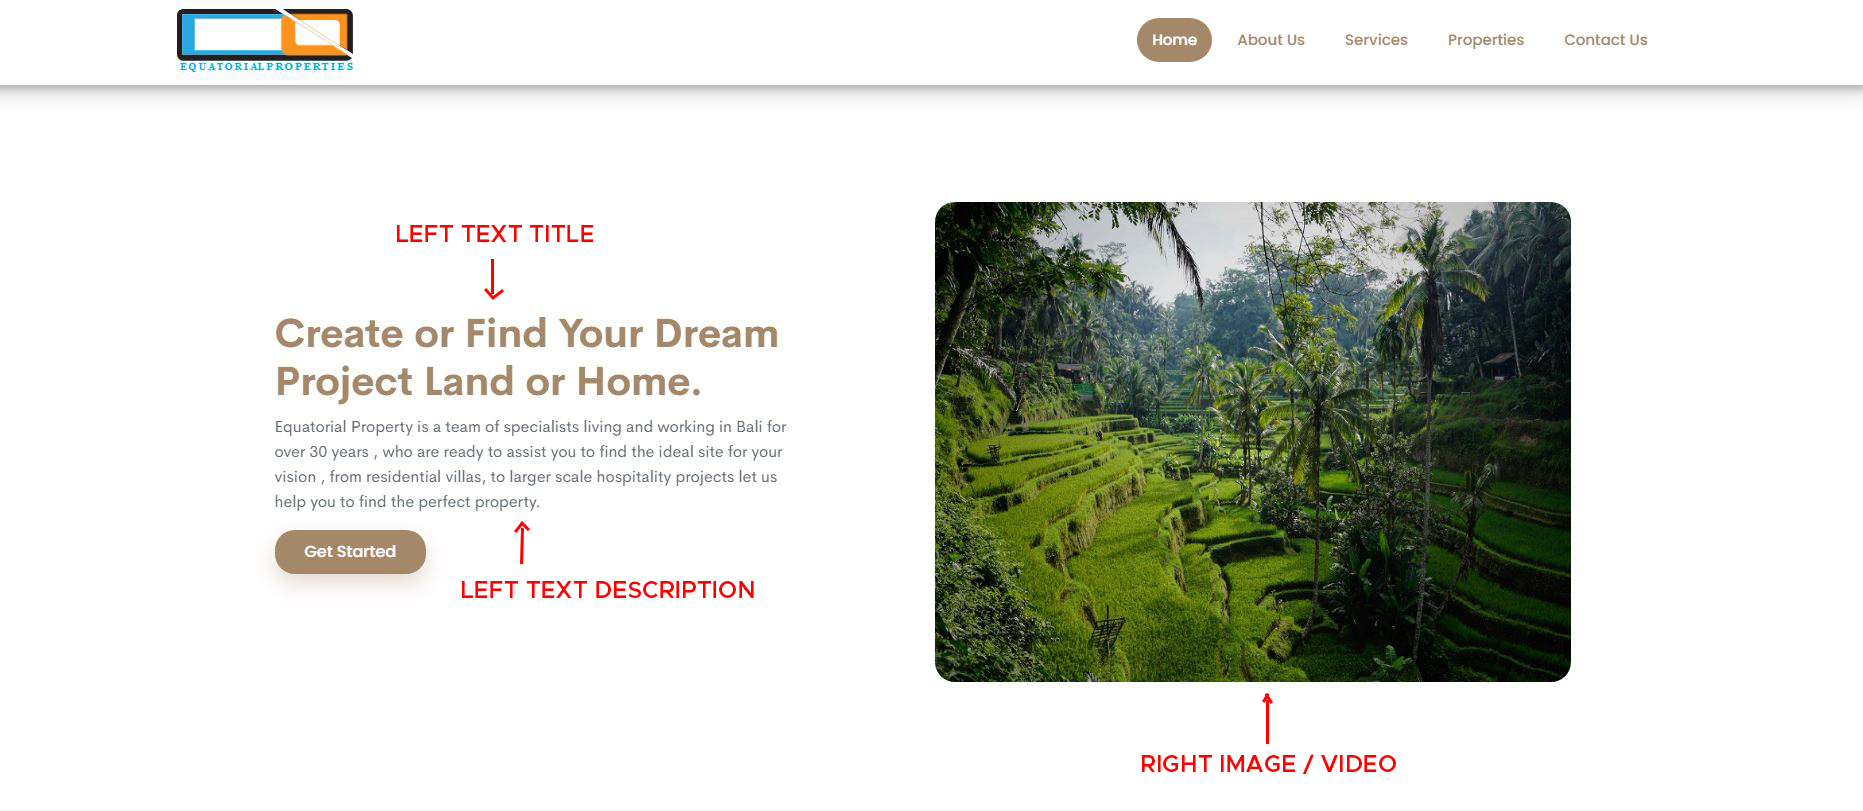 EQUATORIALPROPERTIES
Home
About Us
Services
Properties
Contact Us
LEFT TEXT TITLE
Create or Find Your Dream
Project Land or Home.
Equatorial Property is a team of specialists living and working in Bali for
over 30 years , who are ready to assist you to find the ideal site for your
vision , from residential villas, to larger scale hospitality projects let us
help you to find the perfect property.
Get Started
LEFT TEXT DESCRIPTION
RIGHT IMAGE / VIDEO